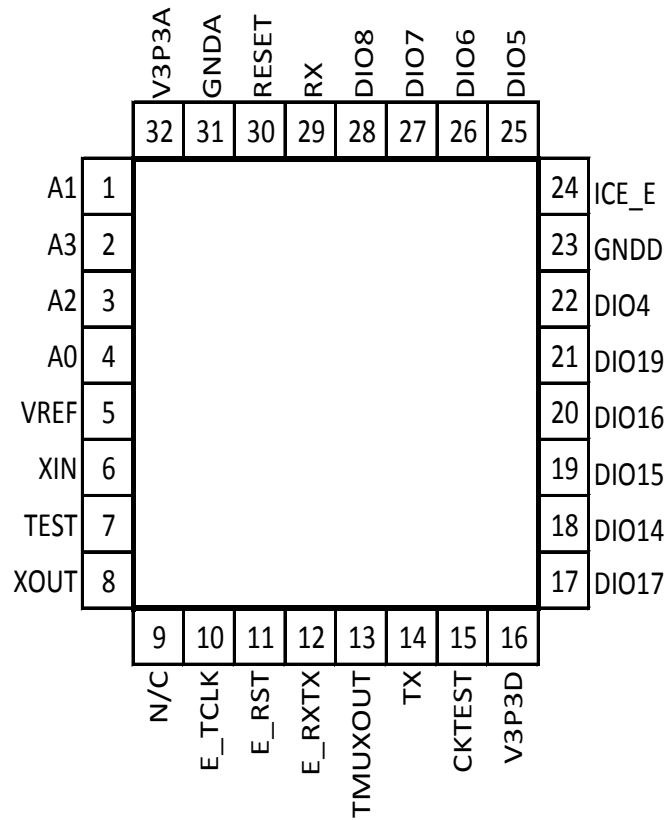 V3P3A
GNDA
RESET
RX
DIO8
DIO7
DIO6
DIO5
32 31 30 29 28 27 26 25
A1 1
A3 2
A2 3
A0 4
VREF 5
XIN 6
TEST 7
XOUT 8
24 ICE_E
23 GNDD
22 DIO4
21 DIO19
20 DIO16
19 DIO15
18 DIO14
17 DIO17
9 10 11 12 13 14 15 16
N/C
E_TCLK
E_RST
E_RXTX
TMUXOUT
TX
CKTEST
V3P3D